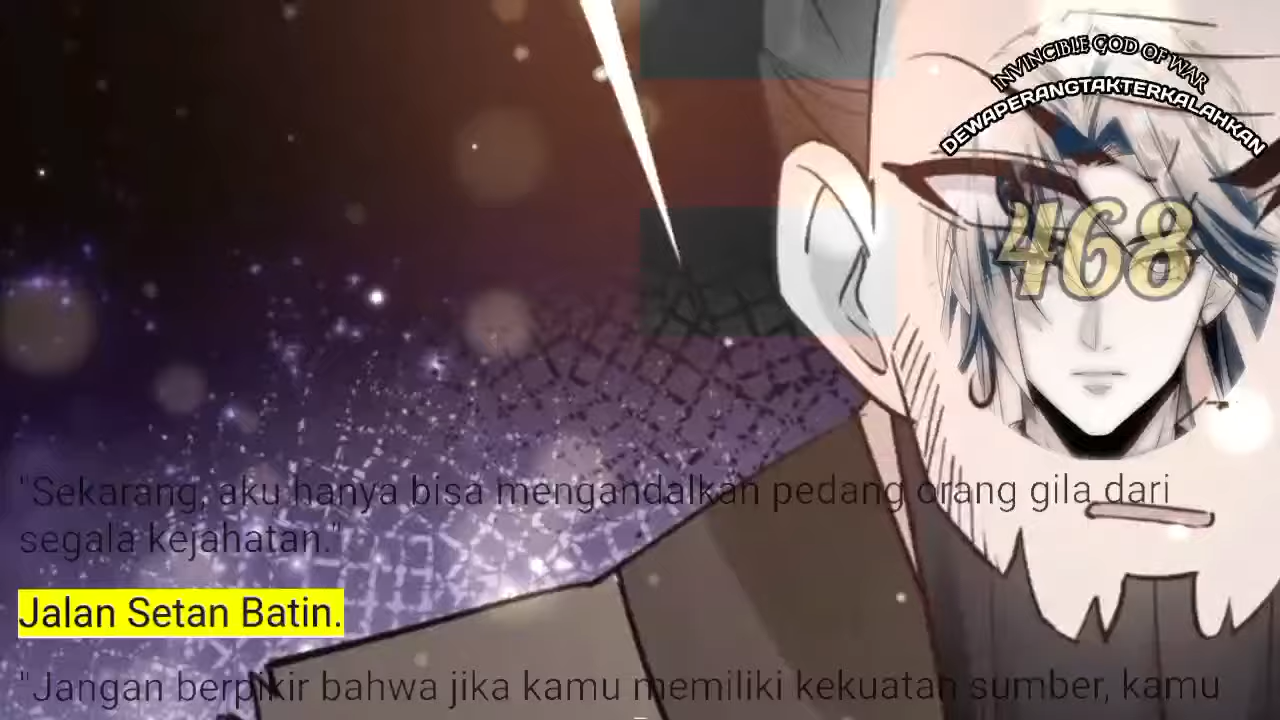 INVINCIBLE GOD OF WAR
DEWAPERANGTAKTERKALAHKAN
468
"Sekarang, aku hanya bisa mengandalkan pedang orang gila dari
segala kejahatan."
Jalan Setan Batin.
"Jangan berpikir bahwa jika kamu memiliki kekuatan sumber, kamu